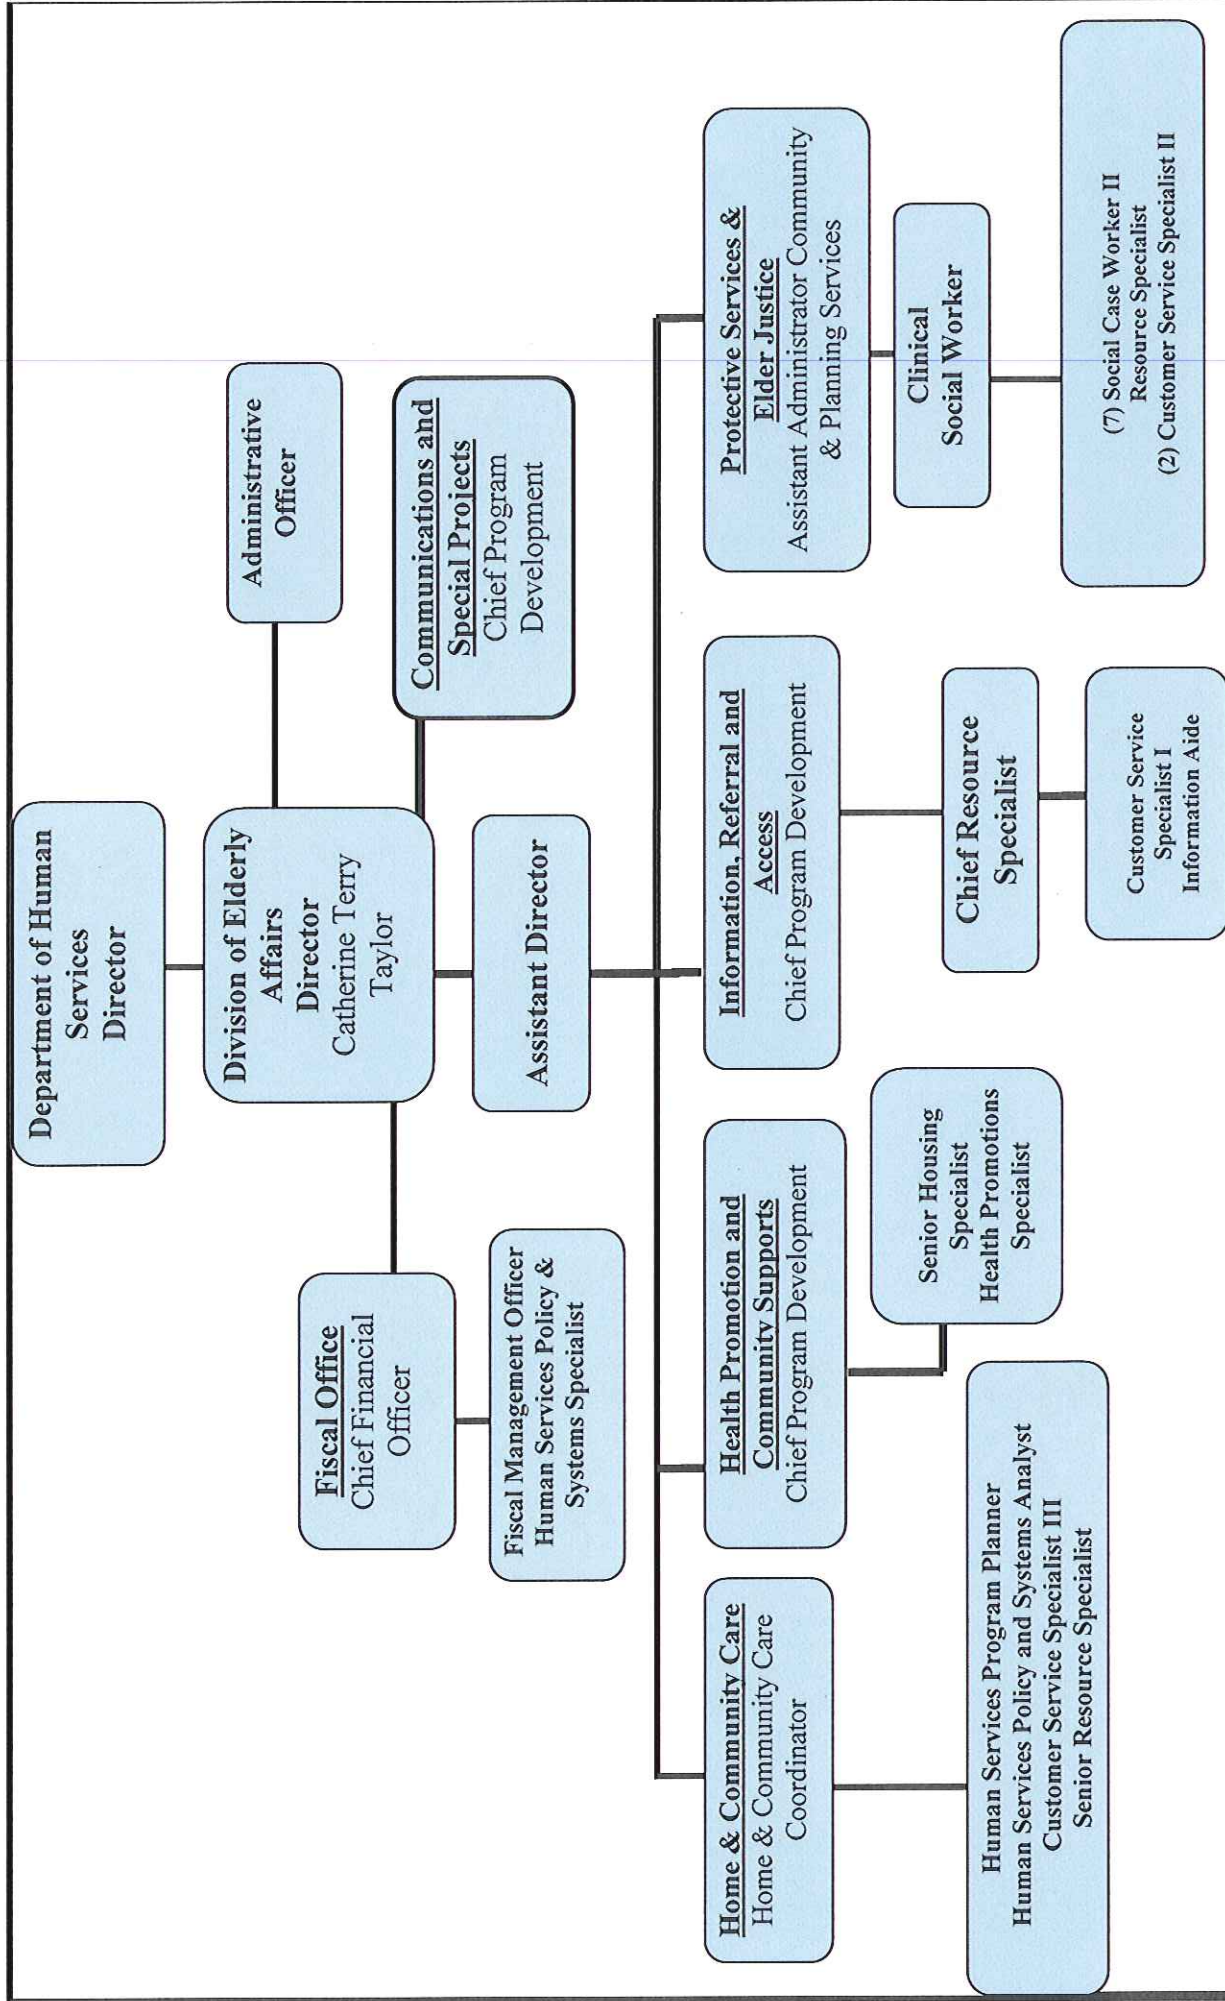 Department of Human
Services
Director
Division of Elderly
Affairs
Director
Catherine Terry
Taylor
Administrative
Officer
Communications and
Special Projects
Chief Program
Development
Fiscal Office
Chief Financial
Officer
Fiscal Management Officer
Human Services Policy &
Systems Specialist
Assistant Director
Home & Community Care
Home & Community Care
Coordinator
Human Services Program Planner
Human Services Policy and Systems Analyst
Customer Service Specialist III
Senior Resource Specialist
Health Promotion and
Community Supports
Chief Program Development
Senior Housing
Specialist
Health Promotions
Specialist
Information, Referral and
Access
Chief Program Development
Chief Resource
Specialist
Customer Service
Specialist I
Information Aide
Protective Services &
Elder Justice
Assistant Administrator Community
& Planning Services
Clinical
Social Worker
(7) Social Case Worker II
Resource Specialist
(2) Customer Service Specialist II